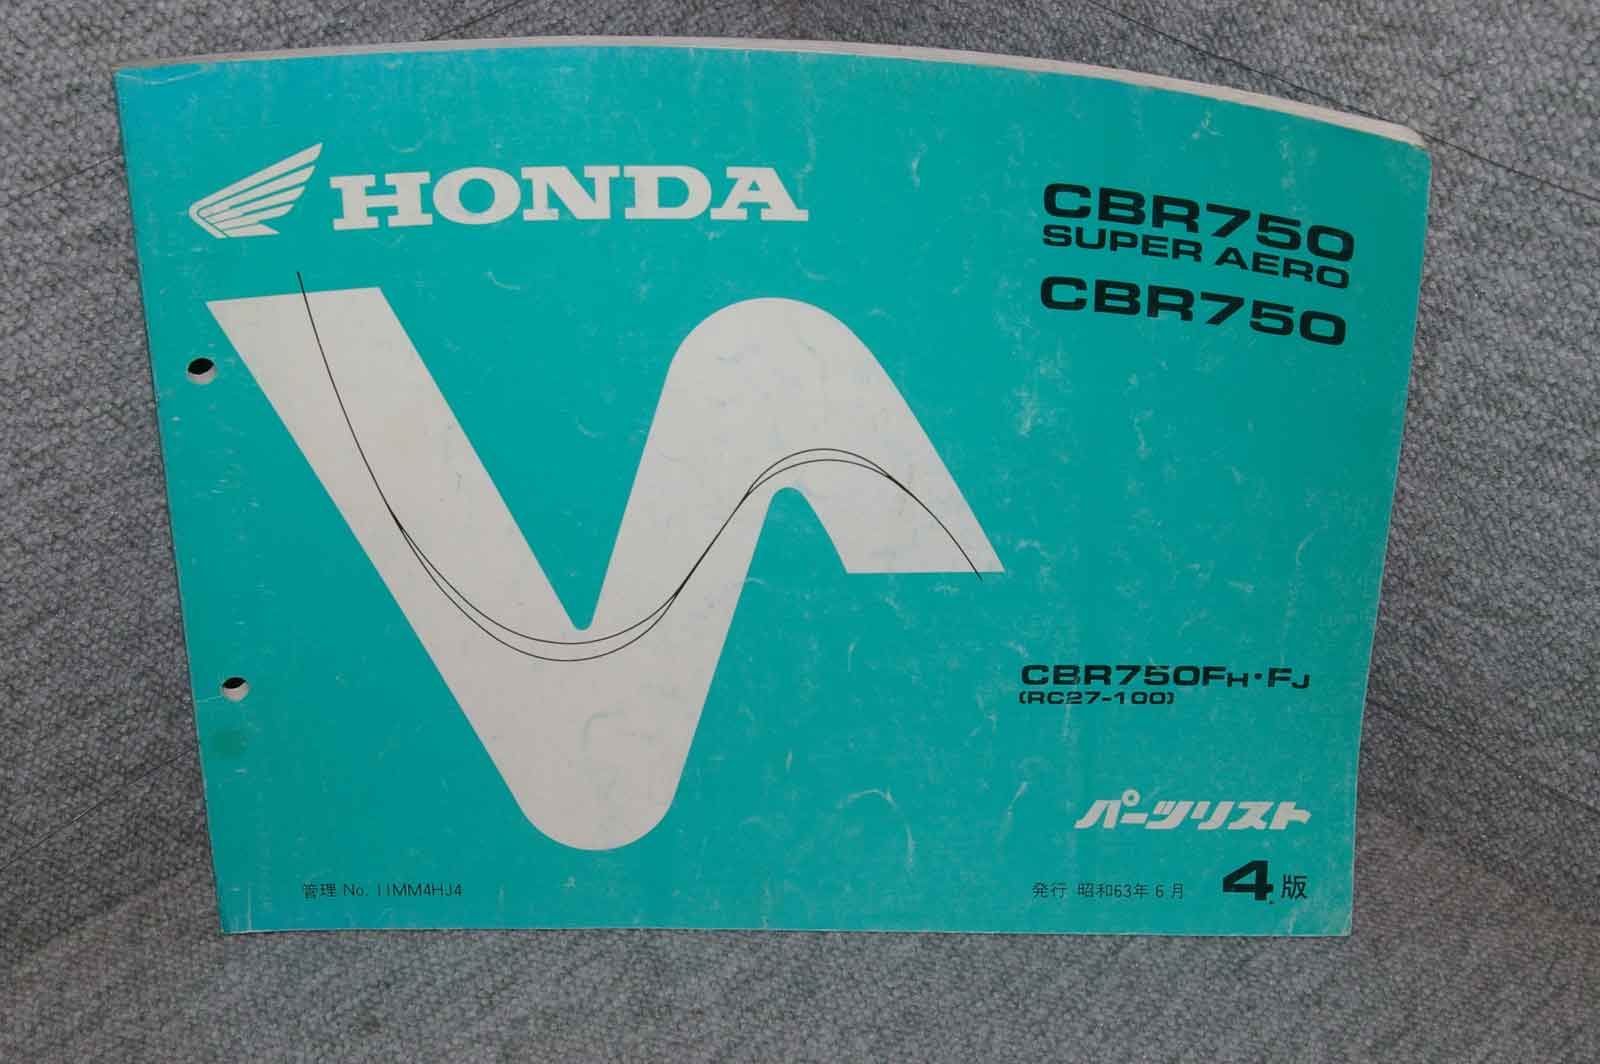 HONDA
CBR750
SUPER AERO
CBR750
CBR750FH・FJ
(RC27-100)
パーツリスト
管理 No. 11MM4HJ4
発行 昭和63年6月 4版